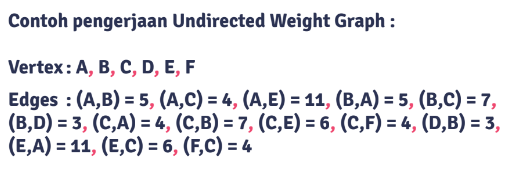 Contoh pengerjaan Undirected Weight Graph :
Vertex : A, B, C, D, E, F
Edges : (A,B) = 5, (A,C) = 4, (A,E) = 11, (B,A) = 5, (B,C) = 7,
(B,D) = 3, (C,A) = 4, (C,B) = 7, (C,E) = 6, (C,F) = 4, (D,B) = 3,
(E,A) = 11, (E,C) = 6, (F,C) = 4